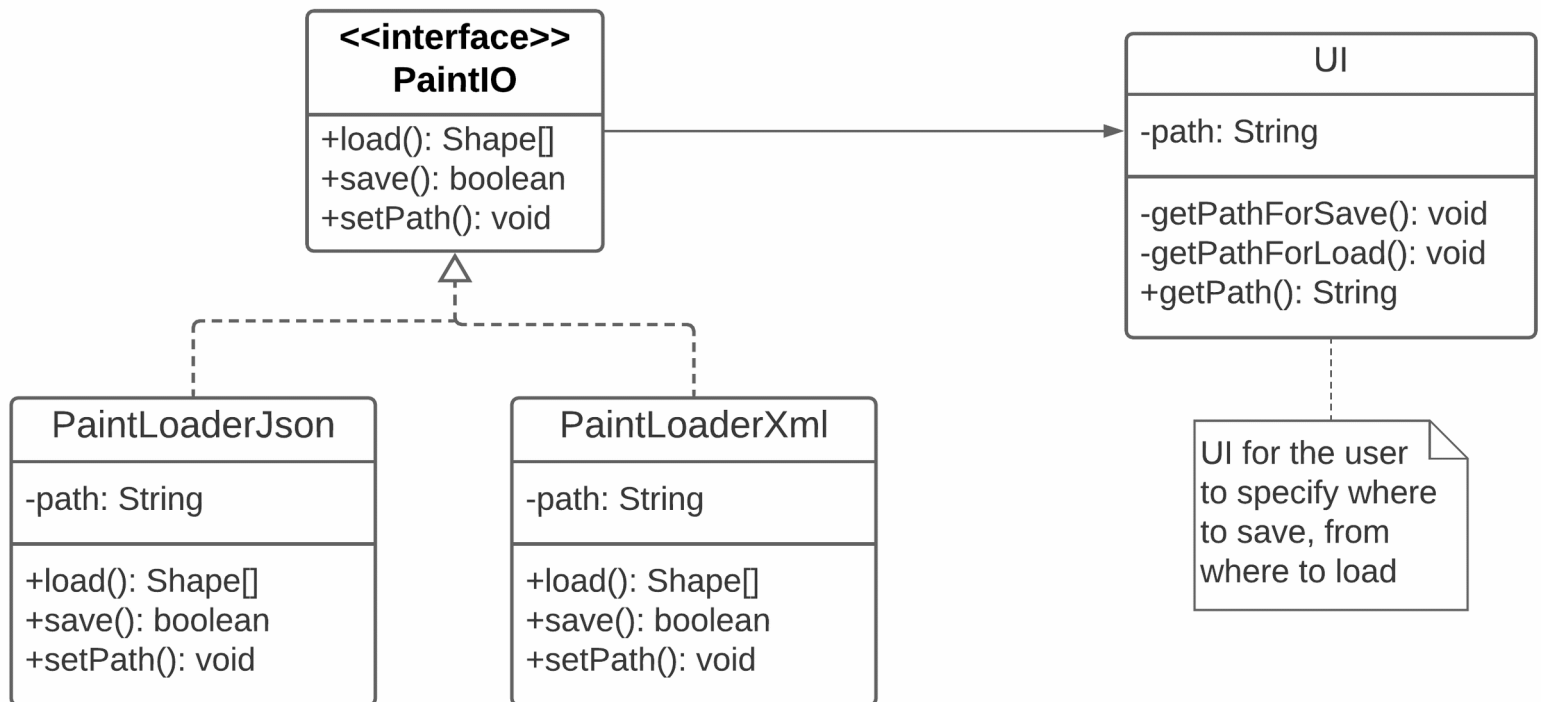 <<interface>>
PaintIO
+load(): Shape[]
+save(): boolean
+setPath(): void
UI
-path: String
-getPathForSave(): void
-getPathForLoad(): void
+getPath(): String
PaintLoaderJson
-path: String
+load(): Shape[]
+save(): boolean
+setPath(): void
PaintLoaderXml
-path: String
+load(): Shape[]
+save(): boolean
+setPath(): void
UI for the user
to specify where
to save, from
where to load